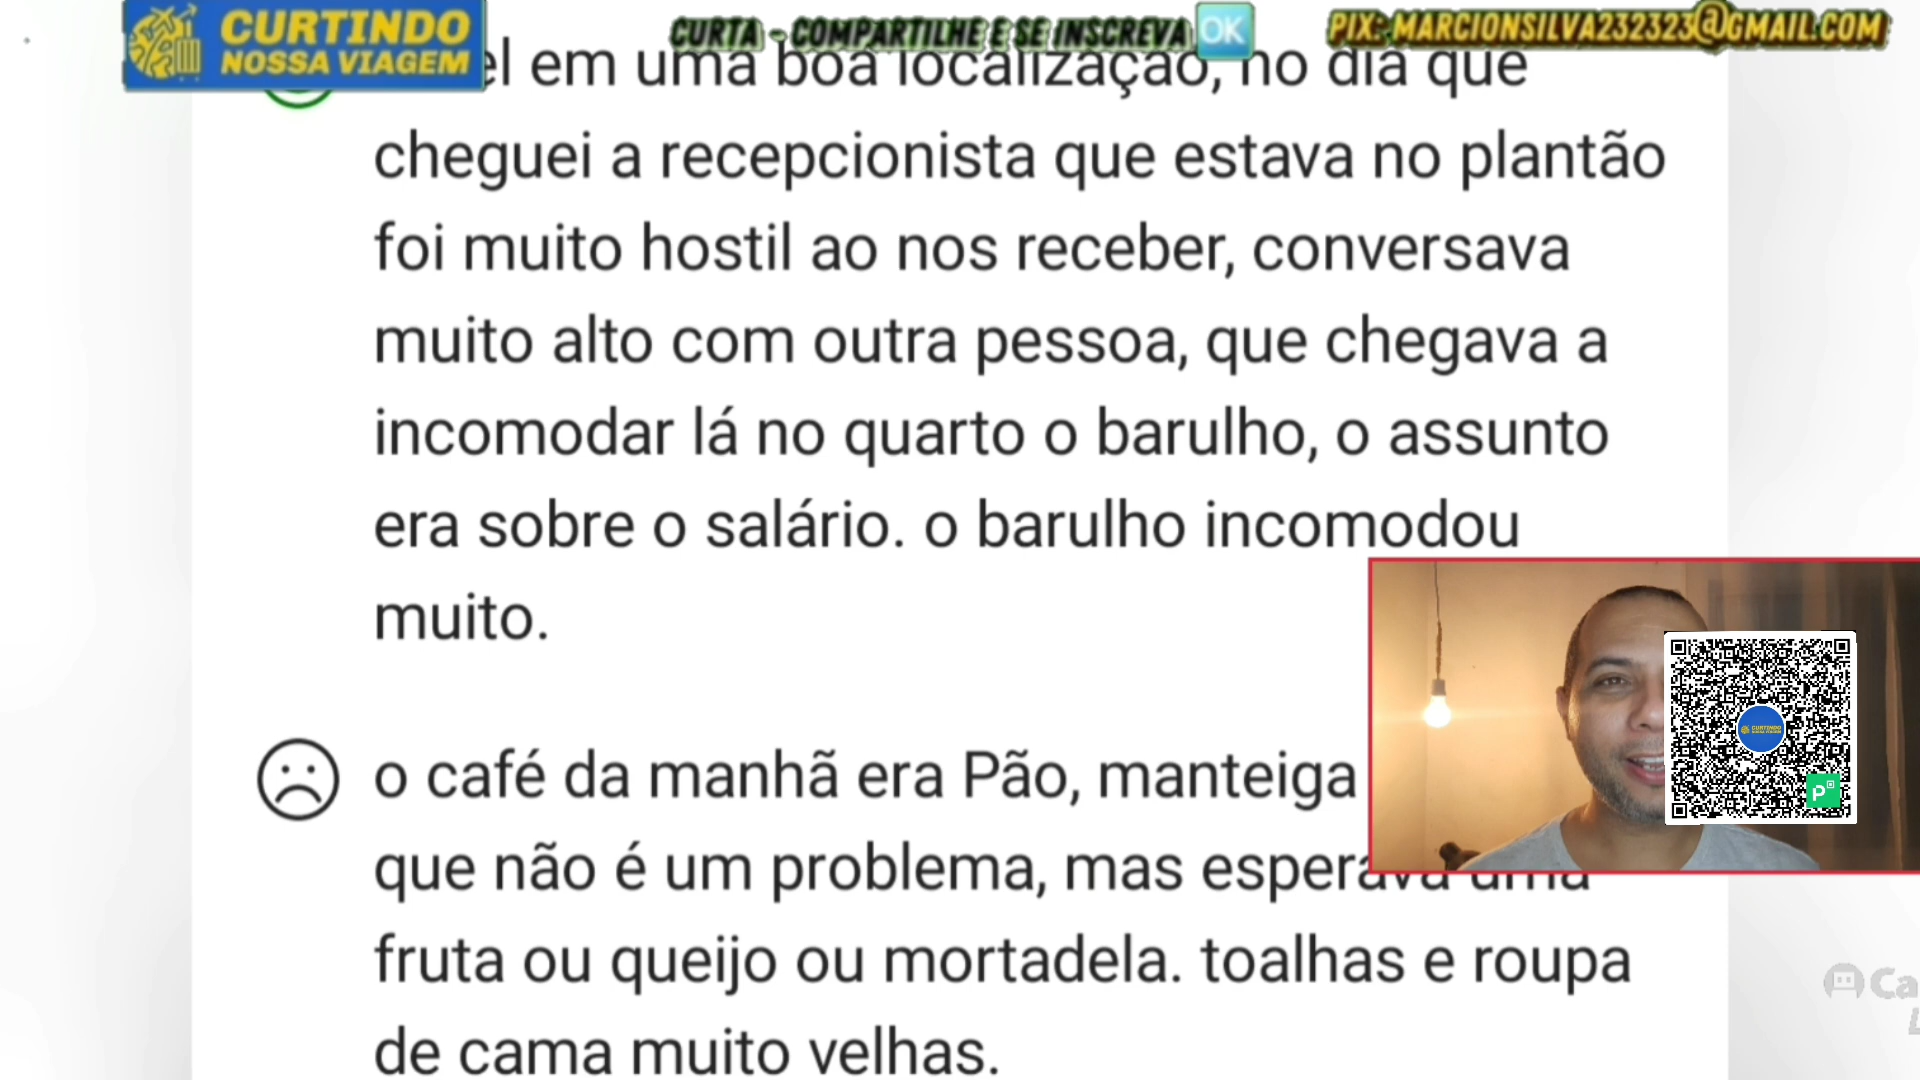 CURTINDO
NOSSA VIAGEM
CURTA - COMPARTILHE E SE INSCREVA OK
PIX: MARCIONSILVA232323@GMAIL.COM
el em uma boa localização, no dia que
cheguei a recepcionista que estava no plantão
foi muito hostil ao nos receber, conversava
muito alto com outra pessoa, que chegava a
incomodar lá no quarto o barulho, o assunto
era sobre o salário. o barulho incomodou
muito.
o café da manhã era Pão, manteiga
que não é um problema, mas esperava uma
fruta ou queijo ou mortadela. toalhas e roupa
de cama muito velhas.
CURTINDO
NOSSA VIAGEM
P
Ca